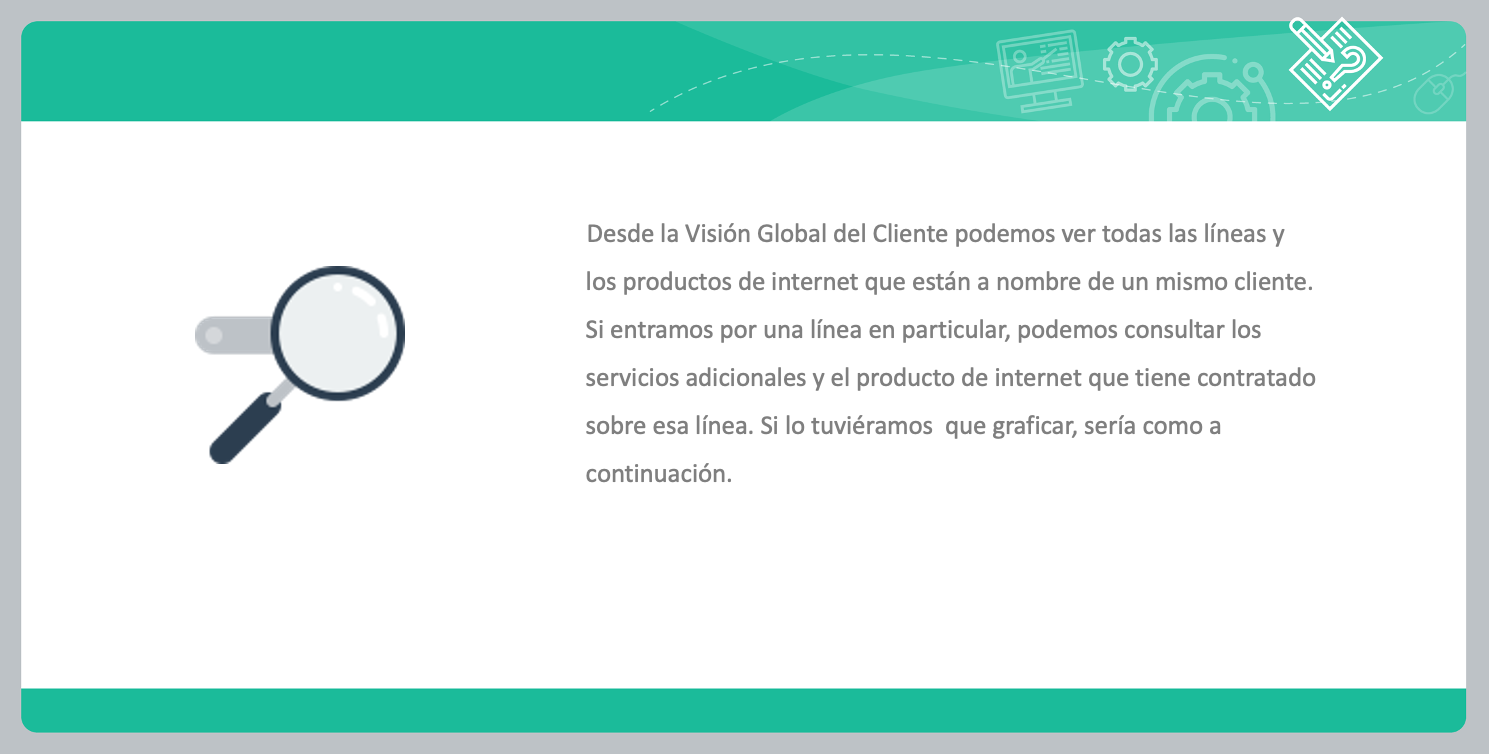 Desde la Visión Global del Cliente podemos ver todas las líneas y
los productos de internet que están a nombre de un mismo cliente.
Si entramos por una línea en particular, podemos consultar los
servicios adicionales y el producto de internet que tiene contratado
sobre esa línea. Si lo tuviéramos  que graficar, sería como a
continuación.